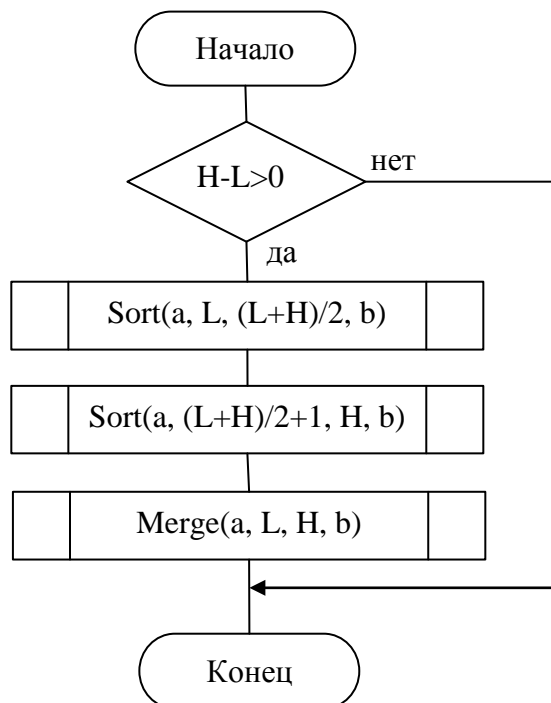 Начало
H-L>0
нет
да
Sort(a, L, (L+H)/2, b)
Sort(a, (L+H)/2+1, H, b)
Merge(a, L, H, b)
Конец